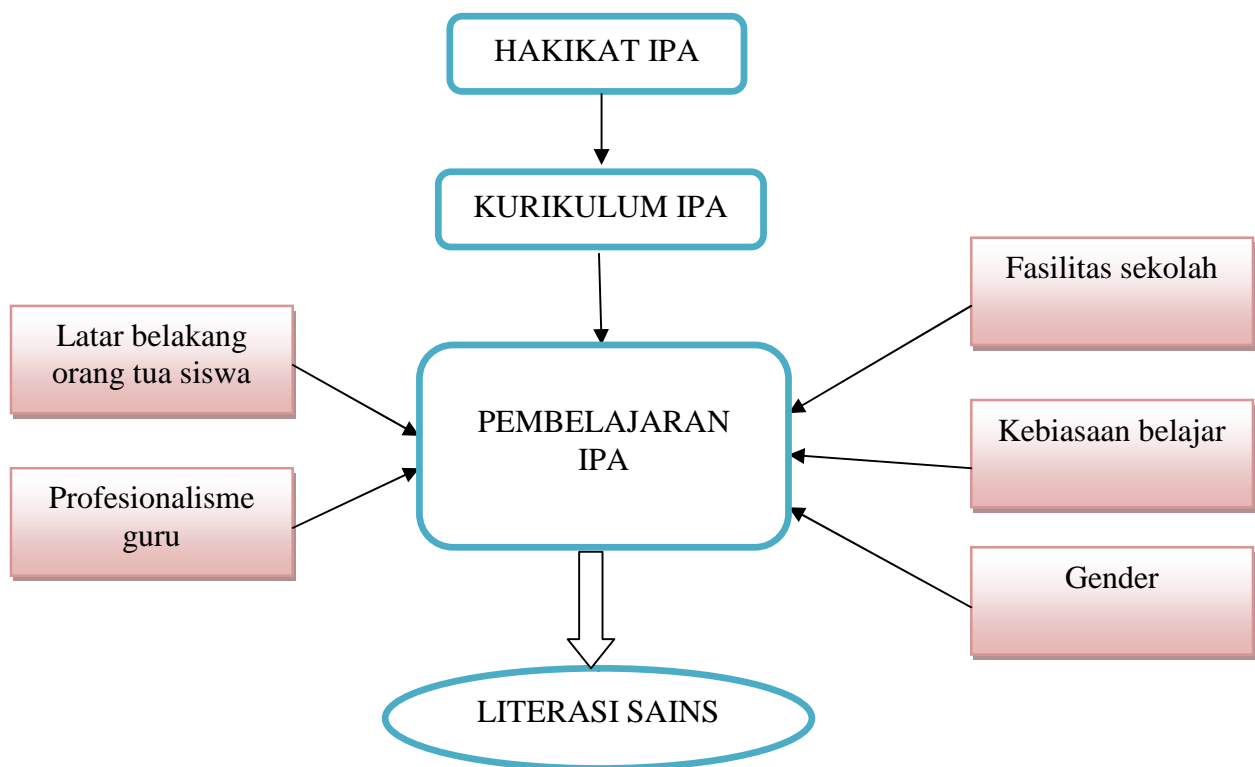 HAKIKAT IPA
KURIKULUM IPA
Fasilitas sekolah
Latar belakang
orang tua siswa
PEMBELAJARAN
IPA
Kebiasaan belajar
Profesionalisme
guru
Gender
LITERASI SAINS